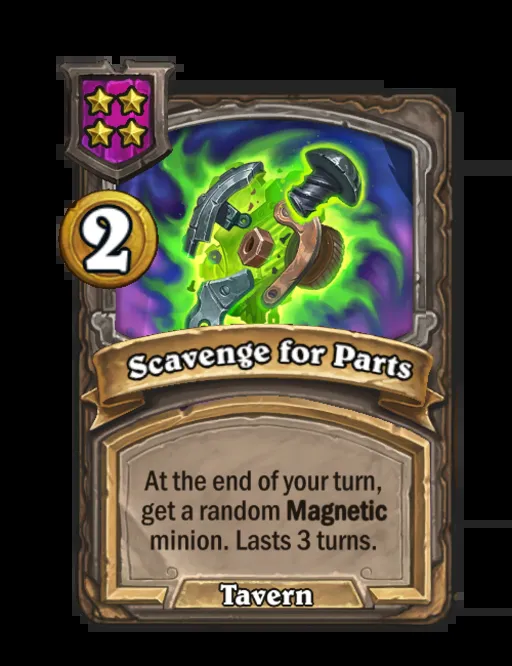 2
Scavenge for Parts
At the end of your turn,
get a random Magnetic
minion. Lasts 3 turns.
Tavern